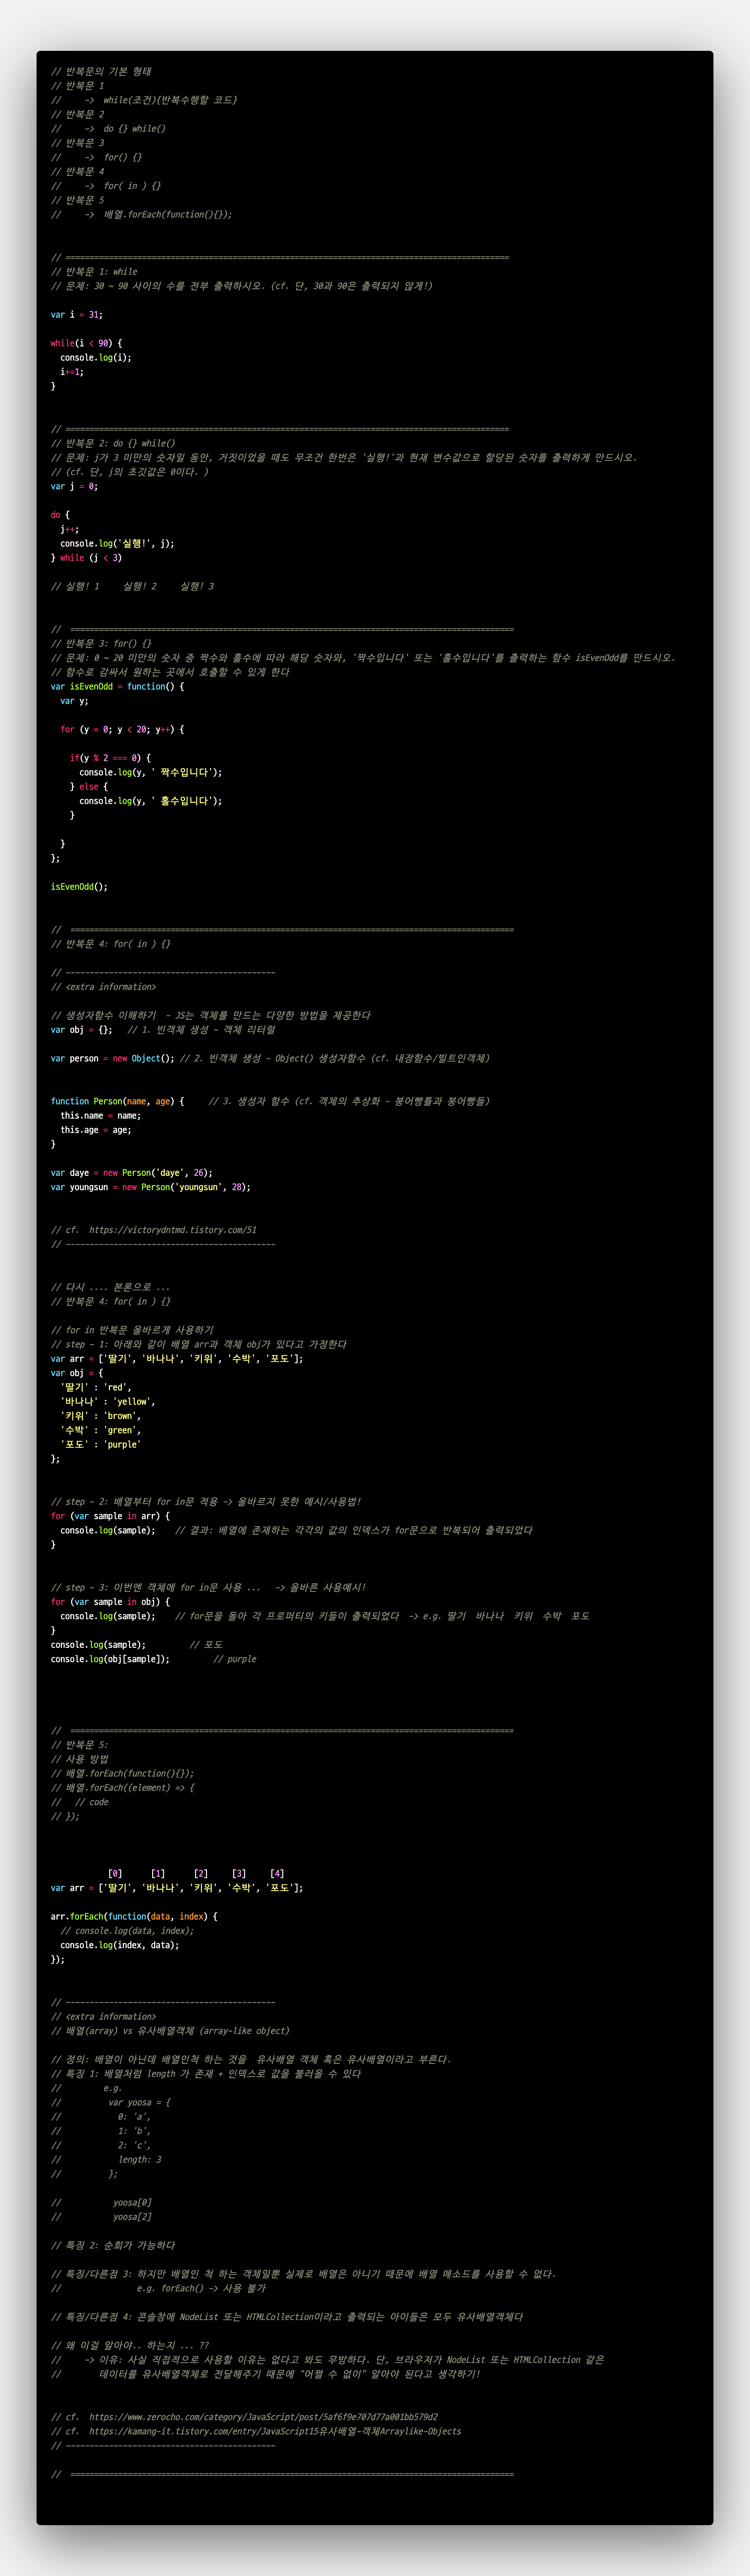 // 반복문의 기본 형태
// 반복문 1
//     -> while(조건){반복수행할 코드}
// 반복문 2
//     -> do {} while()
// 반복문 3
//     -> for() {}
// 반복문 4
//     -> for( in ) {}
// 반복문 5
//     -> 배열.forEach(function(){});
// =============================================================================================
// 반복문 1: while
// 문제: 30 ~ 90 사이의 수를 전부 출력하시오. (cf. 단, 30과 90은 출력되지 않게!)
var i = 31;
while(i < 90) {
  console.log(i);
  i+=1;
}
// =============================================================================================
// 반복문 2: do {} while()
// 문제: j가 3 미만의 숫자일 동안, 거짓이었을 때도 무조건 한번은 '실행!'과 현재 변수값으로 할당된 숫자를 출력하게 만드시오.
// (cf. 단, j의 초깃값은 0이다. )
var j = 0;
do {
  j++;
  console.log('실행!', j);
} while (j < 3)
// 실행! 1     실행! 2     실행! 3
//  =============================================================================================
// 반복문 3: for() {}
// 문제: 0 ~ 20 미만의 숫자 중 짝수와 홀수에 따라 해당 숫자와, '짝수입니다' 또는 '홀수입니다'를 출력하는 함수 isEvenOdd를 만드시오.
// 함수로 감싸서 원하는 곳에서 호출할 수 있게 한다
var isEvenOdd = function() {
  var y;
  for (y = 0; y < 20; y++) {
    if(y % 2 === 0) {
      console.log(y, ' 짝수입니다');
    } else {
      console.log(y, ' 홀수입니다');
    }
  }
};
isEvenOdd();
//  =============================================================================================
// 반복문 4: for( in ) {}
// --------------------------------------------
// <extra information>
// 생성자함수 이해하기  - JS는 객체를 만드는 다양한 방법을 제공한다
var obj = {};   // 1. 빈객체 생성 - 객체 리터럴
var person = new Object(); // 2. 빈객체 생성 - Object() 생성자함수 (cf. 내장함수/빌트인객체)
function Person(name, age) {     // 3. 생성자 함수 (cf. 객체의 추상화 - 붕어빵틀과 붕어빵들)
  this.name = name;
  this.age = age;
}
var daye = new Person('daye', 26);
var youngsun = new Person('youngsun', 28);
// cf.  https://victorydntmd.tistory.com/51
// --------------------------------------------
// 다시 .... 본론으로 ...
// 반복문 4: for( in ) {}
// for in 반복문 올바르게 사용하기
// step - 1: 아래와 같이 배열 arr과 객체 obj가 있다고 가정한다
var arr = ['딸기', '바나나', '키위', '수박', '포도'];
var obj = {
  '딸기' : 'red',
  '바나나' : 'yellow',
  '키위' : 'brown',
  '수박' : 'green',
  '포도' : 'purple'
};
// step - 2: 배열부터 for in문 적용 -> 올바르지 못한 예시/사용법!
for (var sample in arr) {
  console.log(sample);    // 결과: 베열에 존재하는 각각의 값의 인덱스가 for문으로 반복되어 출력되었다
}
// step - 3: 이번엔 객체에 for in문 사용 ...   -> 올바른 사용예시!
for (var sample in obj) {
  console.log(sample);    // for문을 돌아 각 프로퍼티의 키들이 출력되었다  -> e.g. 딸기  바나나  키위  수박  포도
}
console.log(sample);         // 포도
console.log(obj[sample]);         // purple
//  =============================================================================================
// 반복문 5:
// 사용 방법
// 배열.forEach(function(){});
// 배열.forEach((element) => {
//   // code
// });
            [0]      [1]      [2]     [3]     [4]
var arr = ['딸기', '바나나', '키위', '수박', '포도'];
arr.forEach(function(data, index) {
  // console.log(data, index);
  console.log(index, data);
});
// --------------------------------------------
// <extra information>
// 배열(array) vs 유사배열객체 (array-like object)
// 정의: 배열이 아닌데 배열인척 하는 것을  유사배열 객체 혹은 유사배열이라고 부른다.
// 특징 1: 배열처럼 length 가 존재 + 인덱스로 값을 불러올 수 있다
//         e.g.
//          var yoosa = {
//            0: 'a',
//            1: 'b',
//            2: 'c',
//            length: 3
//          };
//           yoosa[0]
//           yoosa[2]
// 특징 2: 순회가 가능하다
// 특징/다른점 3: 하지만 배열인 척 하는 객체일뿐 실제로 배열은 아니기 때문에 배열 메소드를 사용할 수 없다.
//                e.g. forEach() -> 사용 불가
// 특징/다른점 4: 콘솔창에 NodeList 또는 HTMLCollection이라고 출력되는 아이들은 모두 유사배열객체다
// 왜 이걸 알아야.. 하는지 ... ??
//     -> 이유: 사실 직접적으로 사용할 이유는 없다고 봐도 무방하다. 단, 브라우저가 NodeList 또는 HTMLCollection 같은
//        데이터를 유사배열객체로 전달해주기 때문에 "어쩔 수 없이" 알아야 된다고 생각하기!
// cf.  https://www.zerocho.com/category/JavaScript/post/5af6f9e707d77a001bb579d2
// cf.  https://kamang-it.tistory.com/entry/JavaScript15유사배열-객체Arraylike-Objects
// --------------------------------------------
//  =============================================================================================